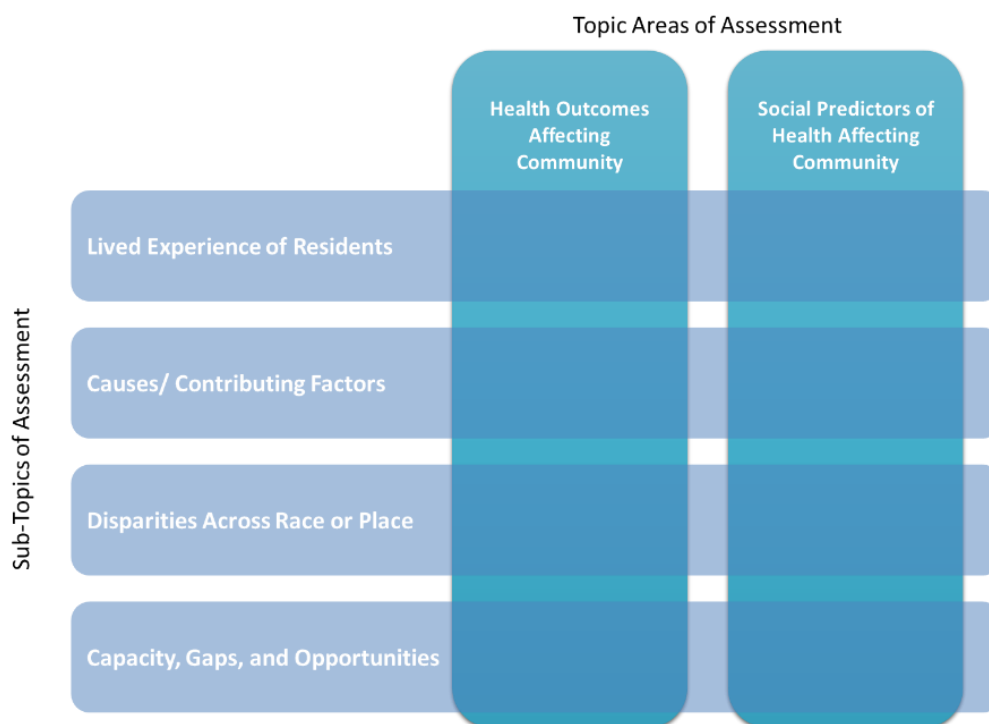 Topic Areas of Assessment
Health Outcomes
Affecting
Community
Social Predictors of
Health Affecting
Community
Sub-Topics of Assessment
Lived Experience of Residents
Causes/ Contributing Factors
Disparities Across Race or Place
Capacity, Gaps, and Opportunities